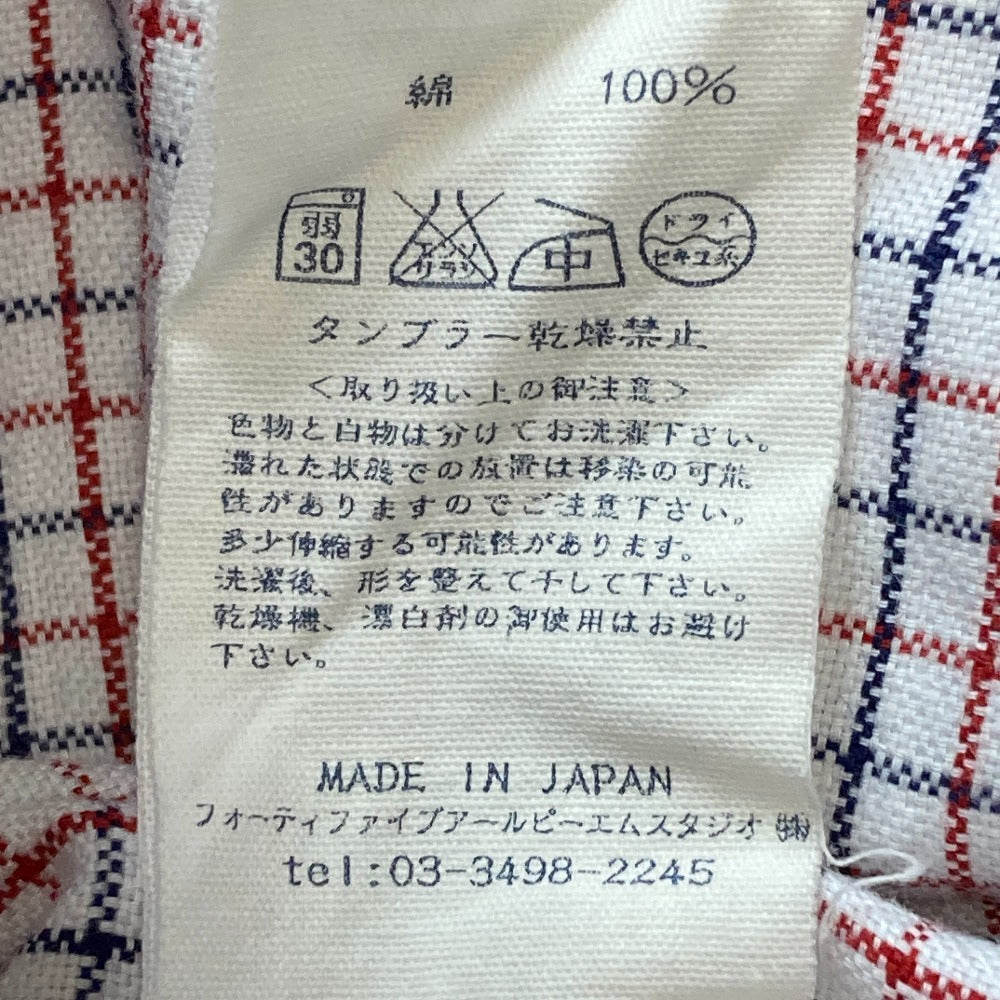 綿 100%
弱 30 エンソ サラシ 中 ドライ セキユ系
タンブラー乾燥禁止
<取り扱い上の御注意>
色物と白物は分けてお洗濯下さい。
濡れた状態での放置は移染の可能
性がありますのでご注意下さい。
多少伸縮する可能性があります。
洗濯後、形を整えて干して下さい。
乾燥機、漂白剤の御使用はお避け
下さい。
MADE IN JAPAN
フォーティファイブアールピーエムスタジオ㈱
tel:03-3498-2245